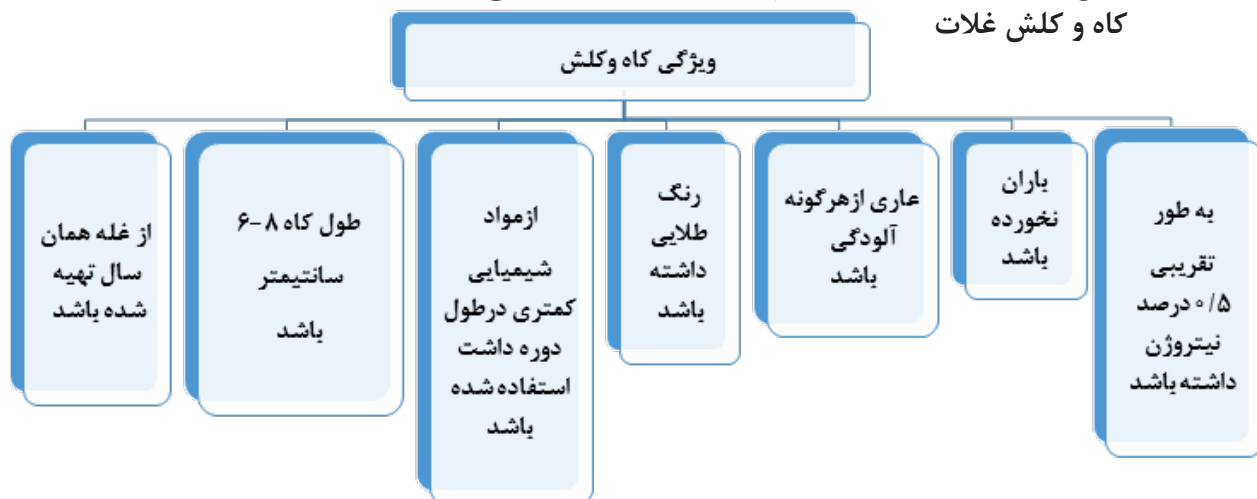 کاه و کلش غلات
ویژگی کاه وکلش
به طور
تقریبی
۰/۵ درصد
نیتروژن
داشته باشد
باران
نخورده
باشد
عاری ازهرگونه
آلودگی
باشد
رنگ
طلایی
داشته
باشد
ازمواد
شیمیایی
کمتری درطول
دوره داشت
استفاده شده
باشد
طول کاه ۸-۶
سانتیمتر
باشد
از غله همان
سال تهیه
شده باشد